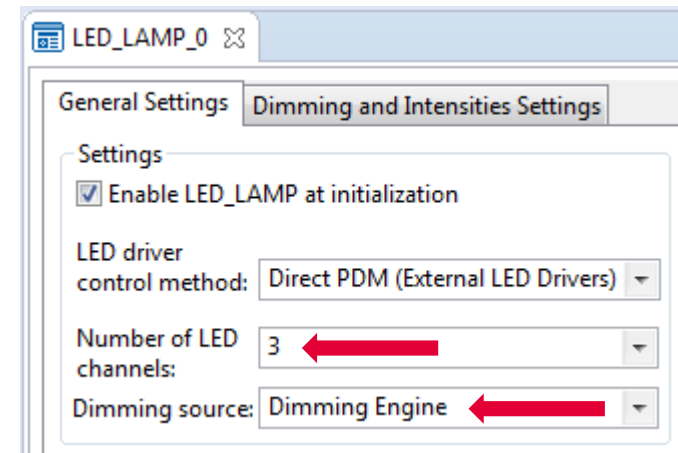 LED_LAMP_0
General Settings
Dimming and Intensities Settings
Settings
Enable LED_LAMP at initialization
LED driver
control method: Direct PDM (External LED Drivers)
Number of LED
channels: 3
Dimming source: Dimming Engine